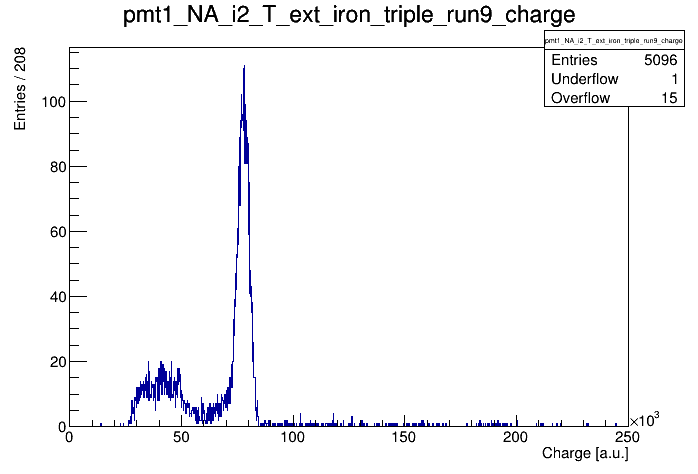 pmt1_NA_i2_T_ext_iron_triple_run9_charge
pmt1_NA_i2_T_ext_iron_triple_run9_charge
Entries 5096
Underflow 1
Overflow 15
Entries / 208
100
80
60
40
20
0
0 50 100 150 200 250
×10³
Charge [a.u.]